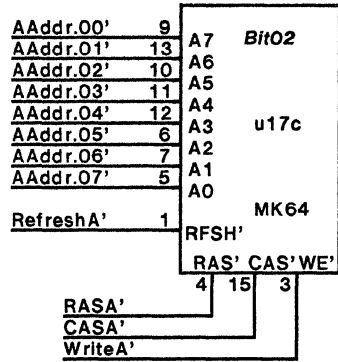 AAddr.00' 9 A7 Bit02
AAddr.01' 13 A6
AAddr.02' 10 A5
AAddr.03' 11 A4
AAddr.04' 12 A3 u17c
AAddr.05' 6 A2
AAddr.06' 7 A1
AAddr.07' 5 A0
RefreshA' 1 RFSH' MK64
RAS' CAS' WE'
4 15 3
RASA'
CASA'
WriteA'